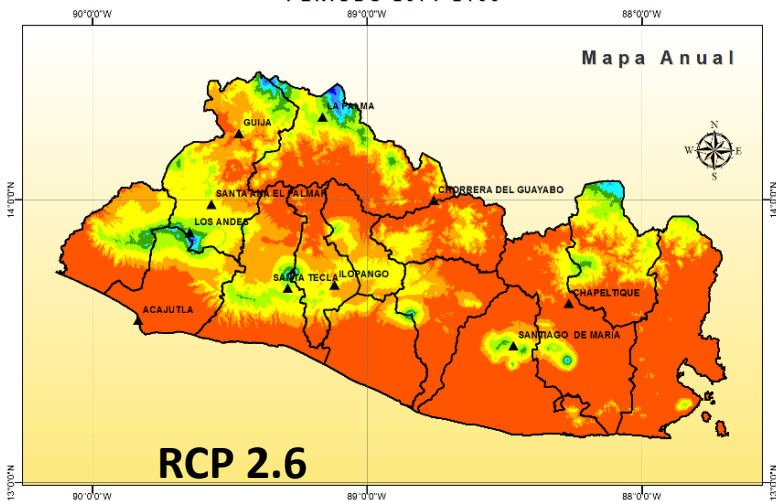 90°0'0"W 89°0'0"W 88°0'0"W
Mapa Anual
N
W E
S
LA PALMA
GUIJA
14°0'0"N 14°0'0"N
CHORRERA DEL GUAYABO
SANTA ANA EL PALMAR
LOS ANDES
SANTA TECLA
ILOPANGO
CHAPELTIQUE
ACAJUTLA
SANTIAGO DE MARIA
RCP 2.6
13°0'0"N 13°0'0"N
90°0'0"W 89°0'0"W 88°0'0"W